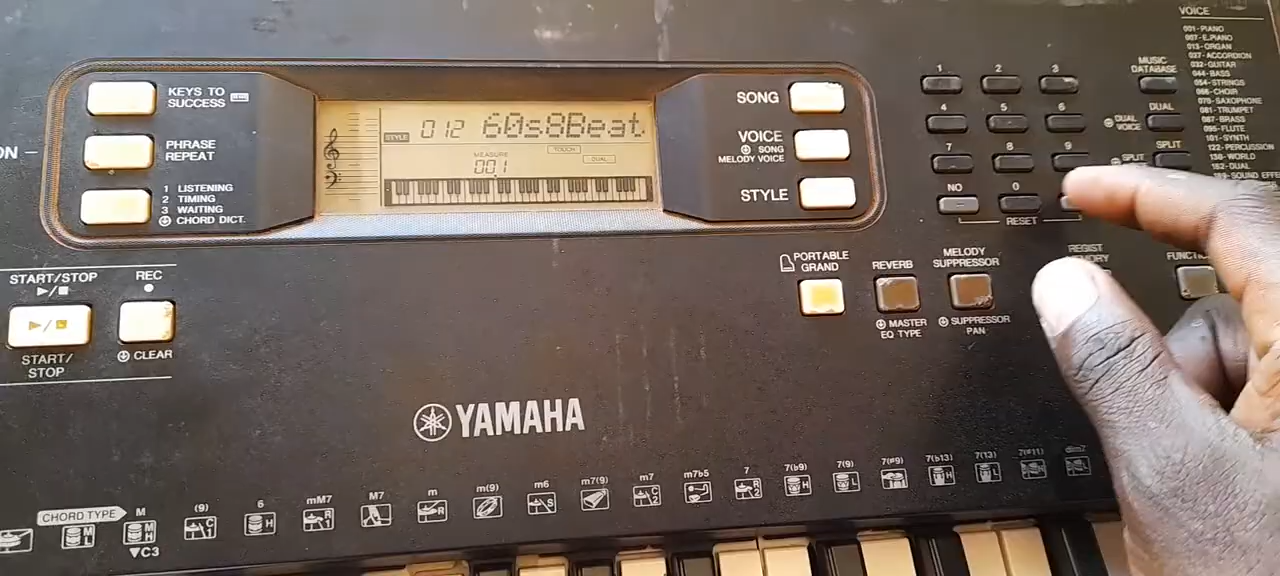 VOICE
001-PIANO
007-E.PIANO
013-ORGAN
037-ACCORDION
032-GUITAR
044-BASS
054-STRINGS
066-CHOIR
075-SAXOPHONE
081-TRUMPET
087-BRASS
095-FLUTE
101-SYNTH
122-PERCUSSION
138-WORLD
152-DUAL
ON
KEYS TO
SUCCESS
PHRASE
REPEAT
1 LISTENING
2 TIMING
3 WAITING
CHORD DICT.
STYLE 012 60s8Beat
TOUCH
DUAL
MEASURE
001
SONG
VOICE
SONG
MELODY VOICE
STYLE
1 2 3
4 5 6
7 8 9
NO 0
RESET
MUSIC
DATABASE
DUAL
DUAL
VOICE
SPLIT
SPLIT
START/STOP
REC
START/
STOP
CLEAR
PORTABLE
GRAND
REVERB
MELODY
SUPPRESSOR
REGIST
MASTER
EQ TYPE
SUPPRESSOR
PAN
YAMAHA
CHORD TYPE
M (9) 6 mM7 M7 m m(9) m6 m7(9) m7 m7b5 7 7(b9) 7(9) 7(#9) 7(b13) 7(13) 7(#11) dim7
▼C3